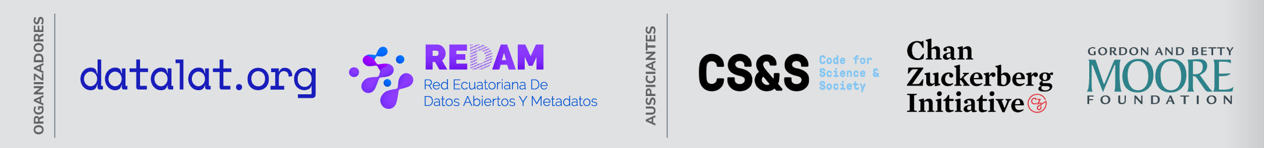 ORGANIZADORES
datalat.org
REDAM
Red Ecuatoriana De
Datos Abiertos Y Metadatos
AUSPICIANTES
CS&S
Code for
Science &
Society
Chan
Zuckerberg
Initiative
GORDON AND BETTY
MOORE
FOUNDATION